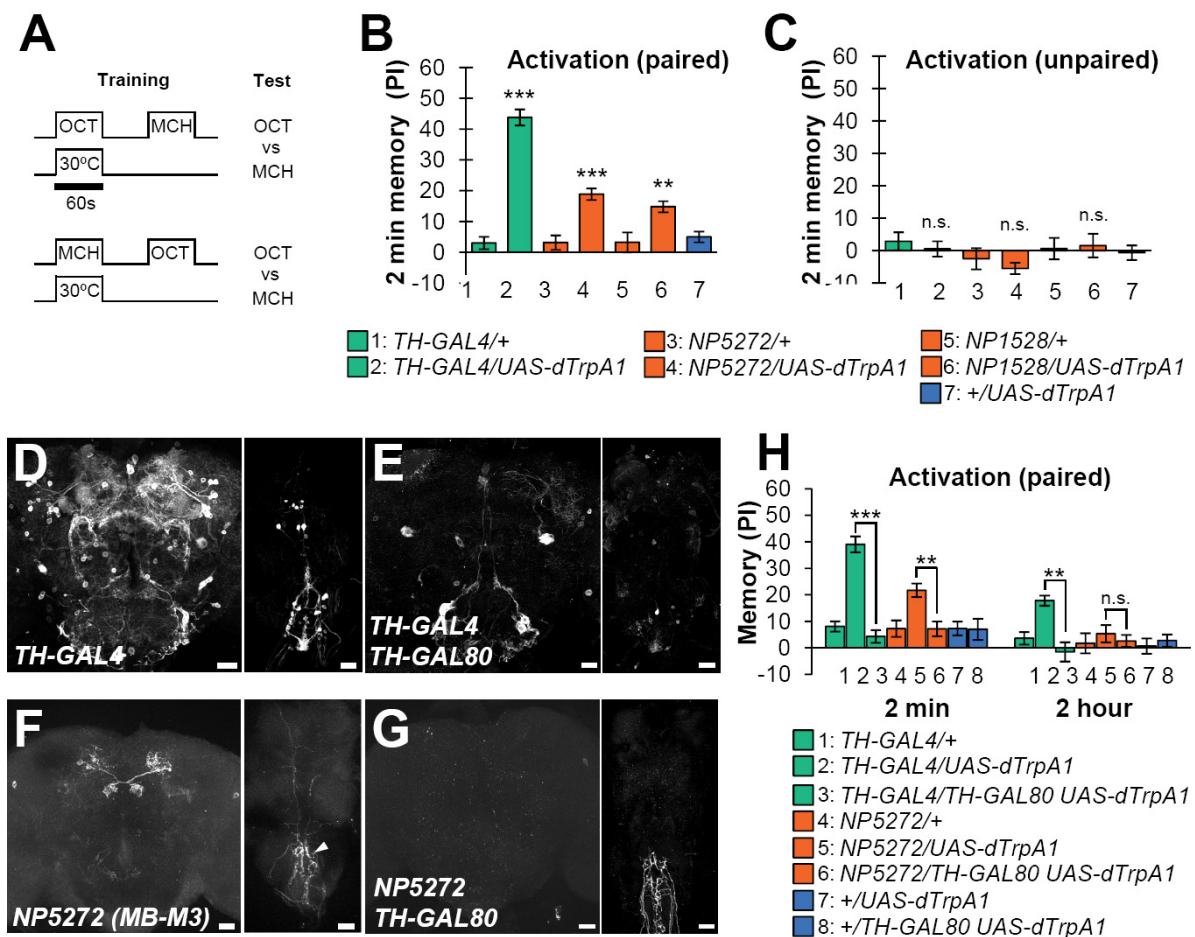 A
Training
Test
OCT
MCH
30ºC
60s
OCT
vs
MCH
MCH
OCT
30ºC
OCT
vs
MCH
B
Activation (paired)
2 min memory (PI)
60
50
40
30
20
10
0
-10
***
***
**
1 2 3 4 5 6 7
C
Activation (unpaired)
2 min memory (PI)
60
50
40
30
20
10
0
-10
n.s.
n.s.
n.s.
1 2 3 4 5 6 7
1: TH-GAL4/+
2: TH-GAL4/UAS-dTrpA1
3: NP5272/+
4: NP5272/UAS-dTrpA1
5: NP1528/+
6: NP1528/UAS-dTrpA1
7: +/UAS-dTrpA1
D
TH-GAL4
E
TH-GAL4
TH-GAL80
F
NP5272 (MB-M3)
G
NP5272
TH-GAL80
H
Activation (paired)
Memory (PI)
60
50
40
30
20
10
0
-10
***
**
**
n.s.
1 2 3 4 5 6 7 8
1 2 3 4 5 6 7 8
2 min
2 hour
1: TH-GAL4/+
2: TH-GAL4/UAS-dTrpA1
3: TH-GAL4/TH-GAL80 UAS-dTrpA1
4: NP5272/+
5: NP5272/UAS-dTrpA1
6: NP5272/TH-GAL80 UAS-dTrpA1
7: +/UAS-dTrpA1
8: +/TH-GAL80 UAS-dTrpA1